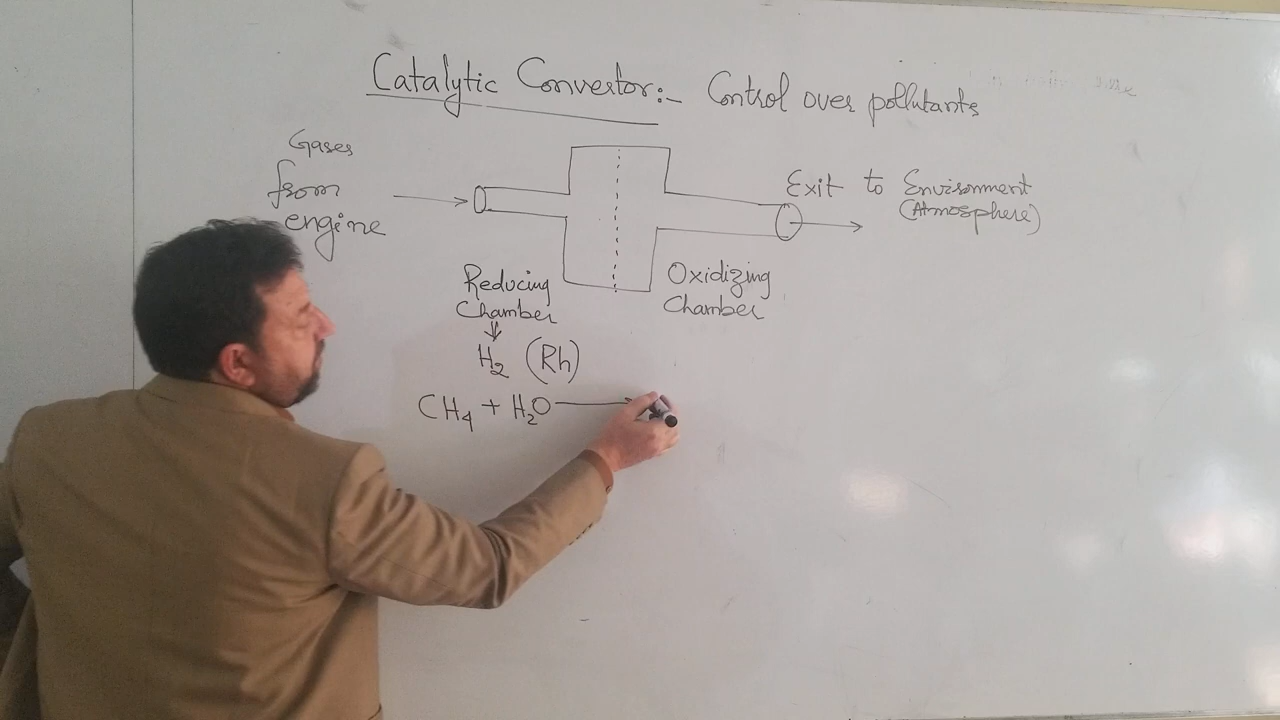 Catalytic Convertor:- Control over pollutants
Gases
from
engine
Exit to Environment
(Atmosphere)
Reducing
Chamber
Oxidizing
Chamber
H₂ (Rh)
CH₄ + H₂O →